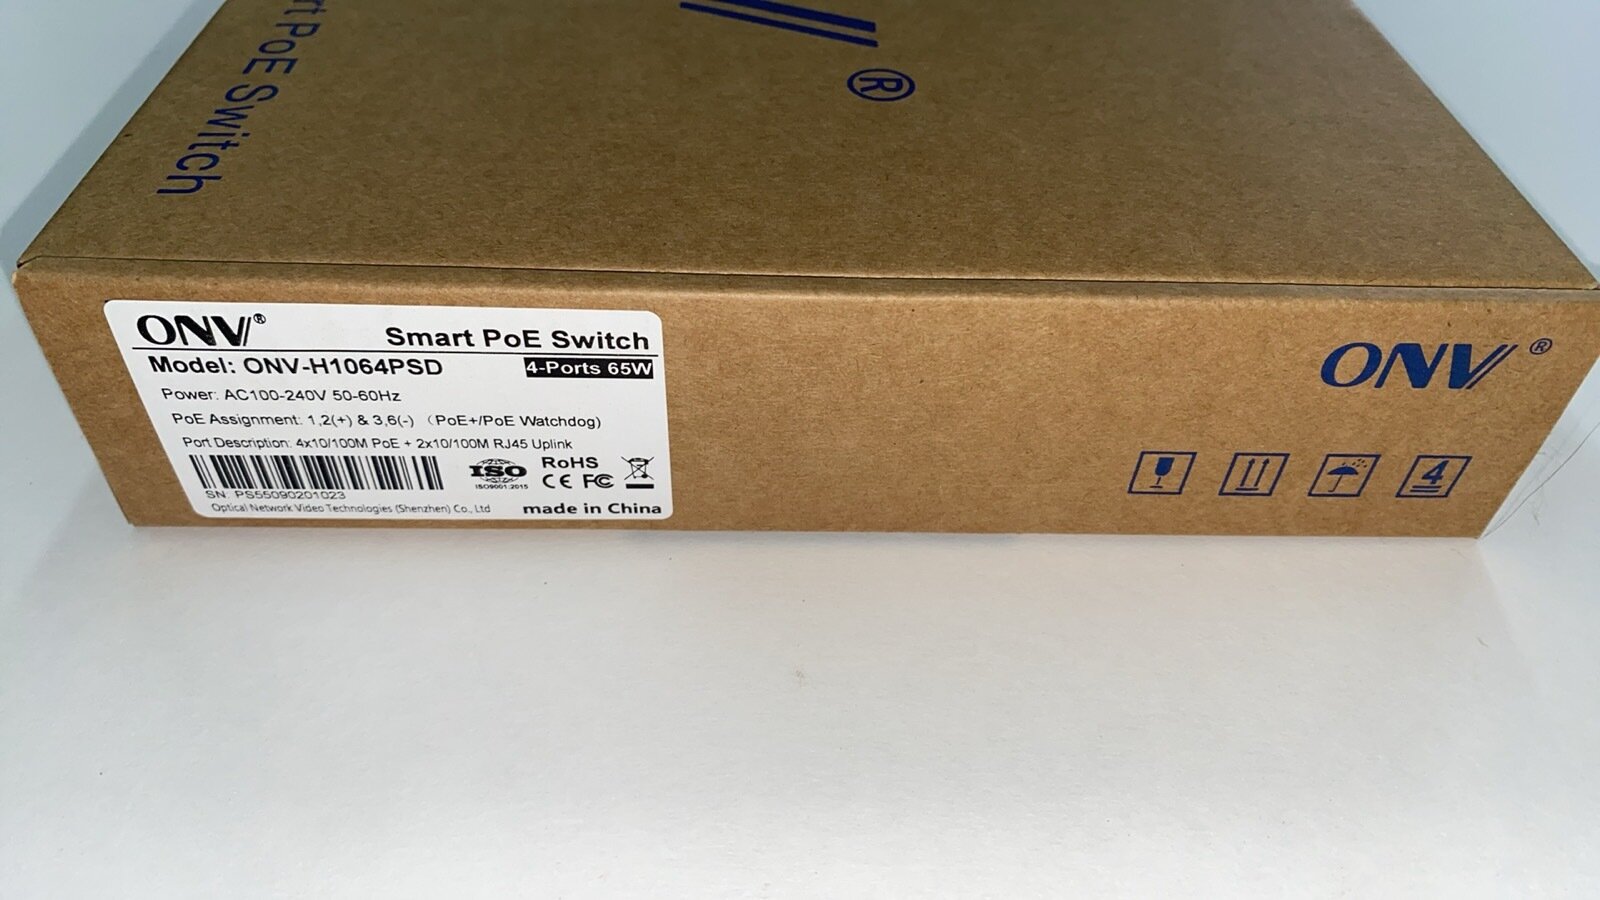 rt PoE Switch
®
ONV®
Smart PoE Switch
Model: ONV-H1064PSD
4-Ports 65W
Power: AC100-240V 50-60Hz
PoE Assignment: 1,2(+) & 3,6(-) （PoE+/PoE Watchdog)
Port Description: 4x10/100M PoE + 2x10/100M RJ45 Uplink
ISO
ISO9001:2015
RoHS
CE FC
SN: PS55090201023
Optical Network Video Technologies (Shenzhen) Co., Ltd
made in China
ONV®
4